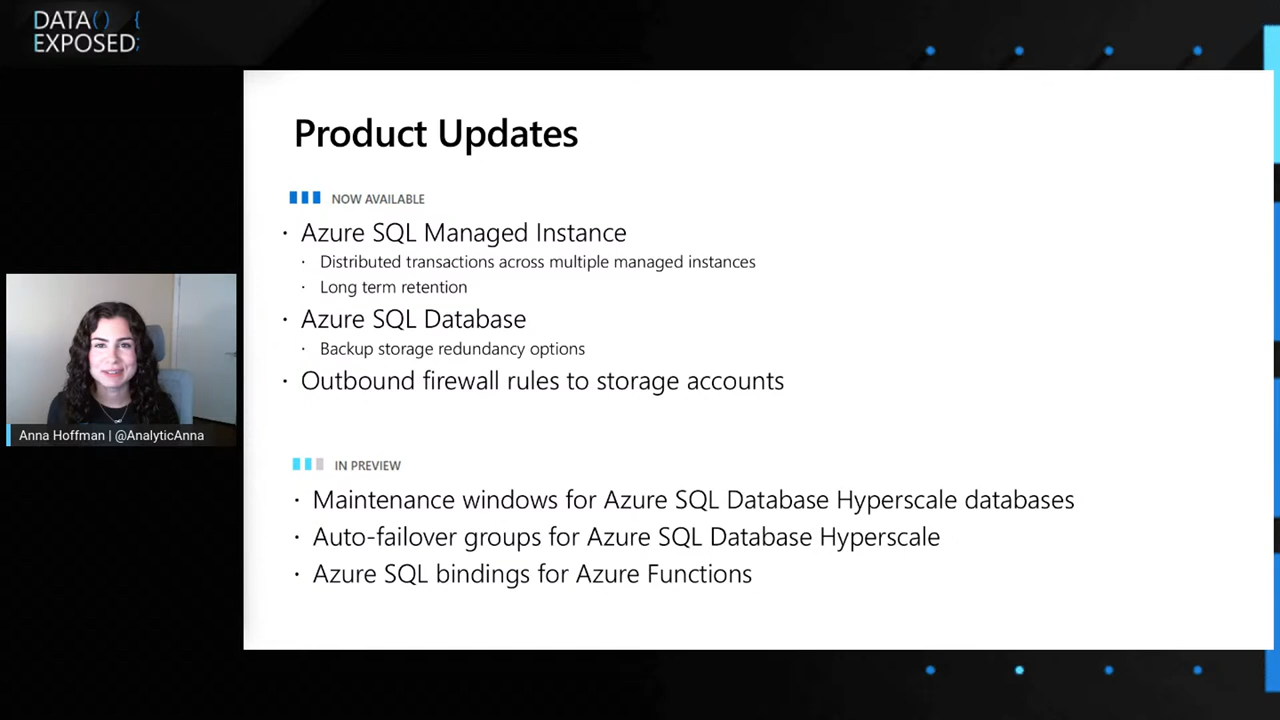 DATA() {
EXPOSED;
Product Updates
NOW AVAILABLE
· Azure SQL Managed Instance
· Distributed transactions across multiple managed instances
· Long term retention
· Azure SQL Database
· Backup storage redundancy options
· Outbound firewall rules to storage accounts
Anna Hoffman | @AnalyticAnna
IN PREVIEW
· Maintenance windows for Azure SQL Database Hyperscale databases
· Auto-failover groups for Azure SQL Database Hyperscale
· Azure SQL bindings for Azure Functions